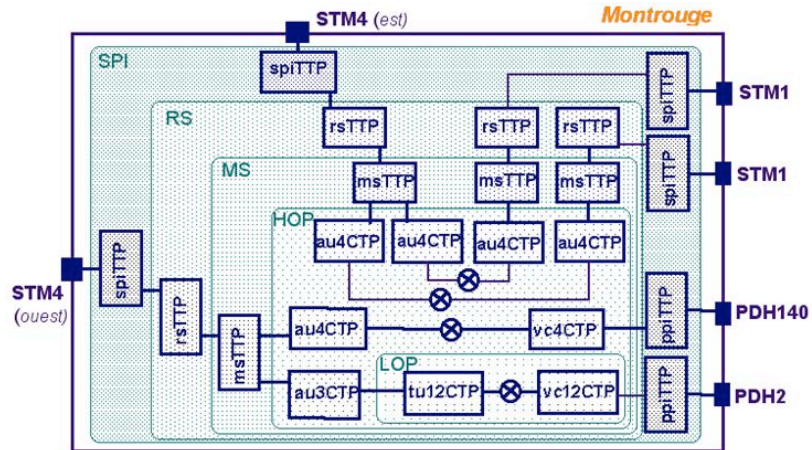 STM4 (est)
Montrouge
SPI
spiTTP
spiTTP
STM1
RS
rsTTP
rsTTP
rsTTP
MS
msTTP
msTTP
msTTP
spiTTP
STM1
HOP
au4CTP
au4CTP
au4CTP
au4CTP
spiTTP
STM4
(ouest)
rsTTP
msTTP
au4CTP
vc4CTP
ppiTTP
PDH140
LOP
au3CTP
tu12CTP
vc12CTP
ppiTTP
PDH2